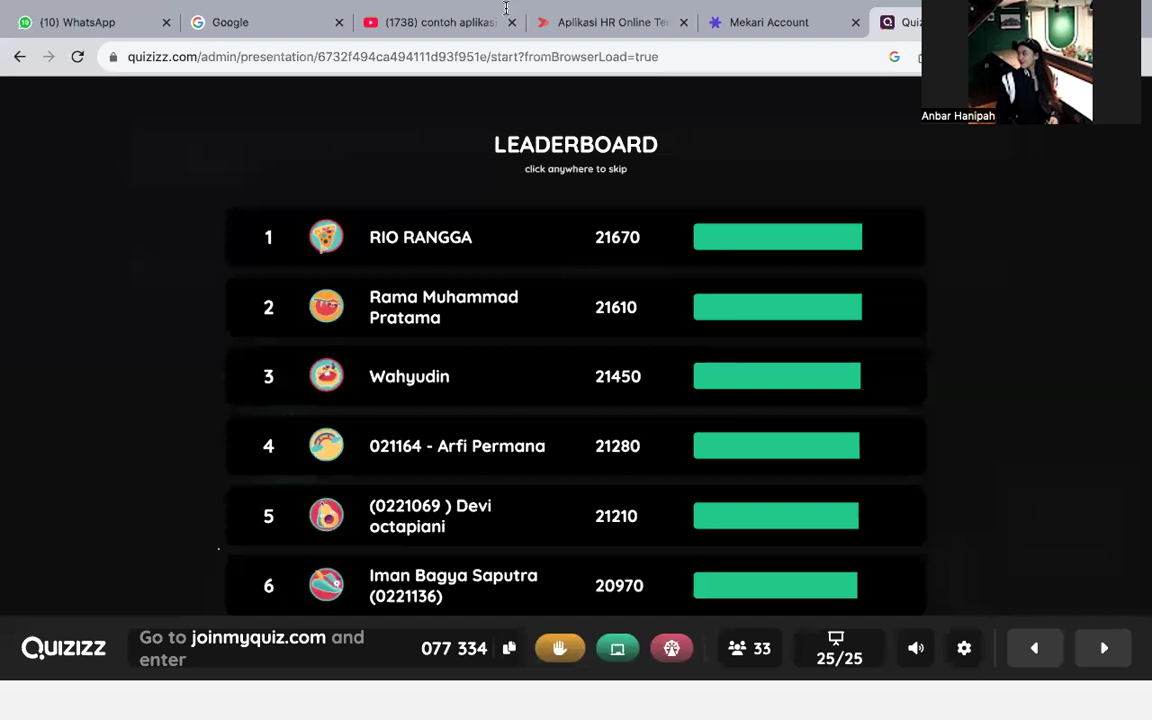 (10) WhatsApp
Google
(1738) contoh aplikasi
Aplikasi HR Online Ter
Mekari Account
Quiz
quizizz.com/admin/presentation/6732f494ca494111d93f951e/start?fromBrowserLoad=true
Anbar Hanipah
LEADERBOARD
click anywhere to skip
1 RIO RANGGA 21670
2 Rama Muhammad Pratama 21610
3 Wahyudin 21450
4 021164 - Arfi Permana 21280
5 (0221069 ) Devi octapiani 21210
6 Iman Bagya Saputra (0221136) 20970
QUIZIZZ
Go to joinmyquiz.com and enter
077 334
33
25/25